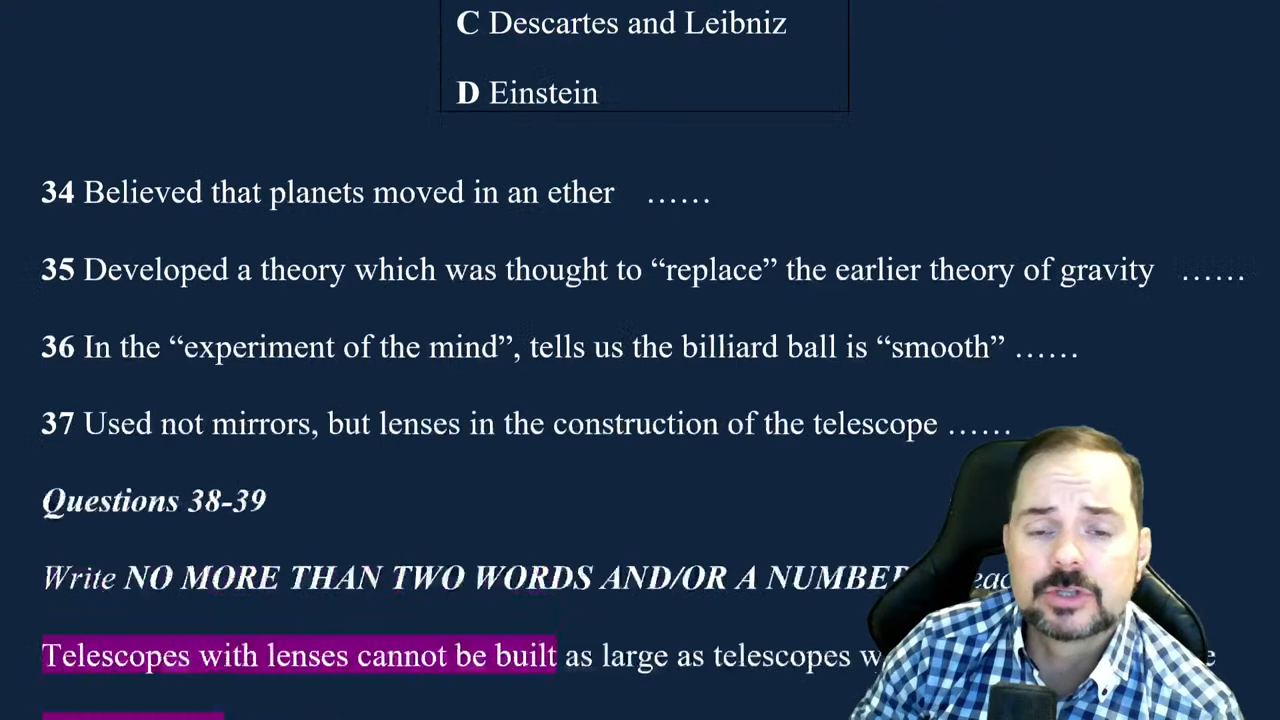 C Descartes and Leibniz
D Einstein
34 Believed that planets moved in an ether ……
35 Developed a theory which was thought to “replace” the earlier theory of gravity ……
36 In the “experiment of the mind”, tells us the billiard ball is “smooth” ……
37 Used not mirrors, but lenses in the construction of the telescope ……
Questions 38-39
Write NO MORE THAN TWO WORDS AND/OR A NUMBER
Telescopes with lenses cannot be built as large as telescopes